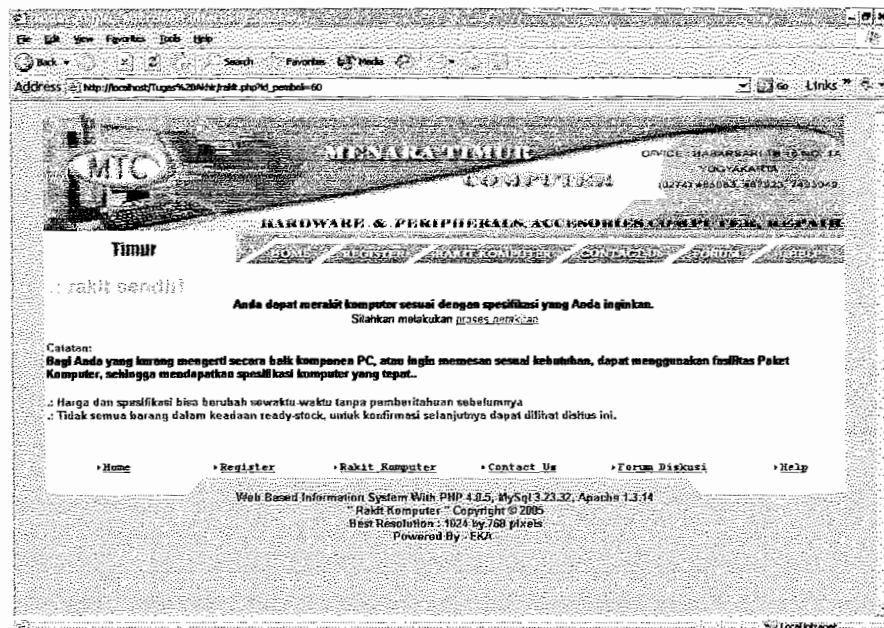 File Edit View Favorites Tools Help
Back Search Favorites Media
Address http://localhost/Tugas%20Akhir/rakit.php?id_pembeli=60 Go Links »
MTC
MENARA TIMUR
COMPUTER
YOGYAKARTA
HARDWARE & PERIPHERALS, ACCESORIES COMPUTER, REPAIR
Timur
HOME REGISTER RAKIT KOMPUTER CONTACT US FORUM HELP
.: rakit sendiri
Anda dapat merakit komputer sesuai dengan spesifikasi yang Anda inginkan.
Silahkan melakukan proses perakitan
Catatan:
Bagi Anda yang kurang mengerti secara baik komponen PC, atau ingin memesan sesuai kebutuhan, dapat menggunakan fasilitas Paket
Komputer, sehingga mendapatkan spesifikasi komputer yang tepat..
.: Harga dan spesifikasi bisa berubah sewaktu-waktu tanpa pemberitahuan sebelumnya
.: Tidak semua barang dalam keadaan ready-stock, untuk konfirmasi selanjutnya dapat dilihat disitus ini.
Home Register Rakit Komputer Contact Us Forum Diskusi Help
Web Based Information System With PHP 4.0.5, MySql 3.23.32, Apache 1.3.14
" Rakit Komputer " Copyright © 2005
Best Resolution : 1024 by 768 pixels
Powered By - EKA
Local intranet